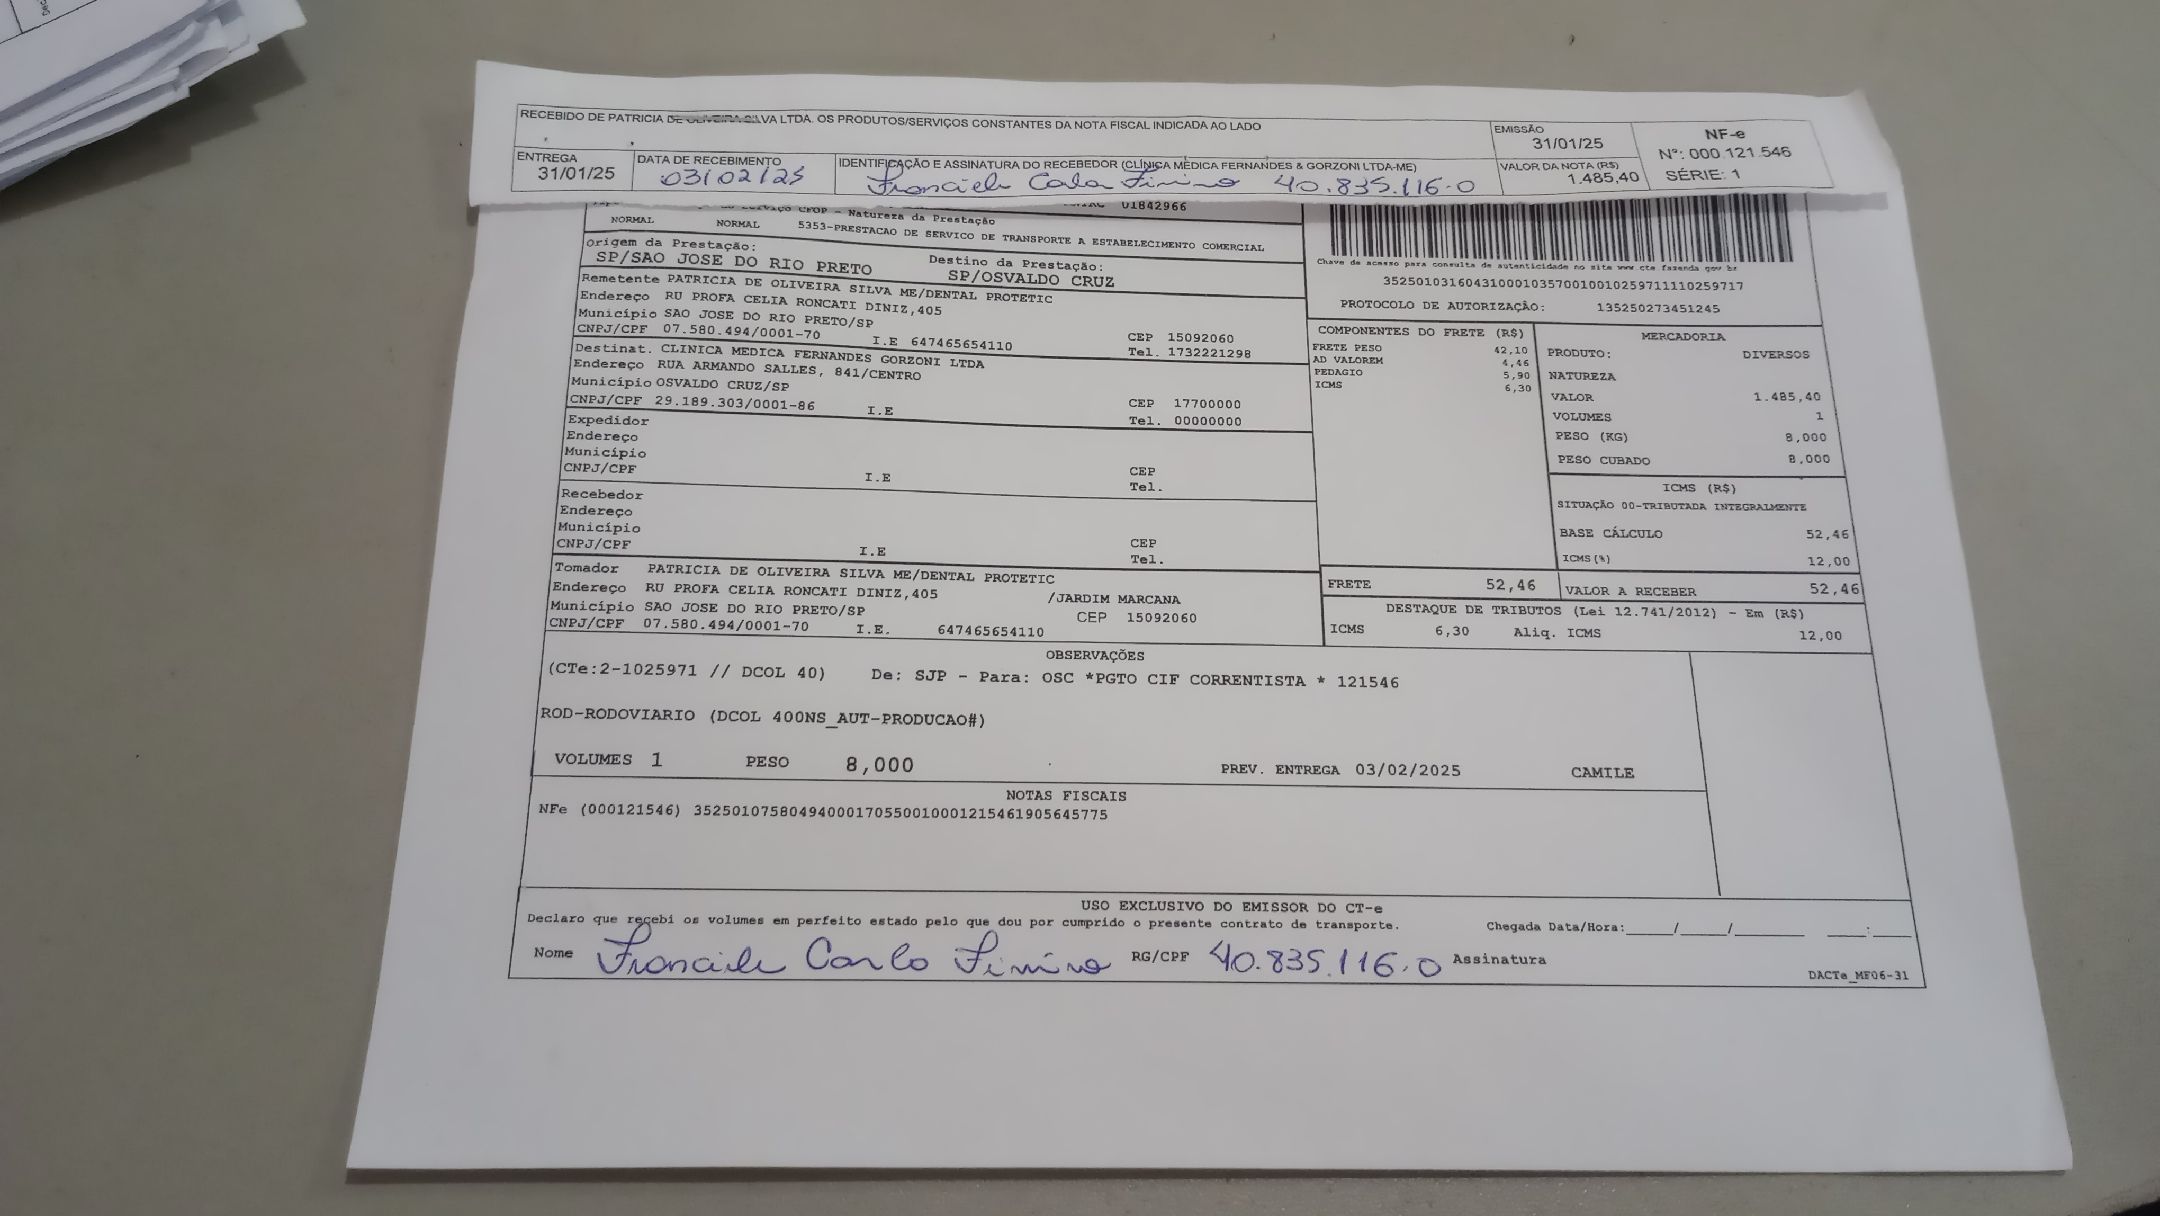 RECEBIDO DE PATRICIA DE OLIVEIRA SILVA LTDA. OS PRODUTOS/SERVIÇOS CONSTANTES DA NOTA FISCAL INDICADA AO LADO
EMISSÃO
31/01/25
NF-e
Nº: 000.121.546
SÉRIE: 1
ENTREGA
31/01/25
DATA DE RECEBIMENTO
03/02/25
IDENTIFICAÇÃO E ASSINATURA DO RECEBEDOR (CLÍNICA MÉDICA FERNANDES & GORZONI LTDA-ME)
40.835.116-0
VALOR DA NOTA (R$)
1.485,40
01842966
CFOP - Natureza da Prestação
NORMAL NORMAL 5353-PRESTACAO DE SERVICO DE TRANSPORTE A ESTABELECIMENTO COMERCIAL
Origem da Prestação: Destino da Prestação:
SP/SAO JOSE DO RIO PRETO SP/OSVALDO CRUZ
Remetente PATRICIA DE OLIVEIRA SILVA ME/DENTAL PROTETIC
Endereço RU PROFA CELIA RONCATI DINIZ,405
Município SAO JOSE DO RIO PRETO/SP CEP 15092060
CNPJ/CPF 07.580.494/0001-70 I.E 647465654110 Tel. 1732221298
Destinat. CLINICA MEDICA FERNANDES GORZONI LTDA
Endereço RUA ARMANDO SALLES, 841/CENTRO
Município OSVALDO CRUZ/SP CEP 17700000
CNPJ/CPF 29.189.303/0001-86 I.E Tel. 00000000
Expedidor
Endereço
Município CEP
CNPJ/CPF I.E Tel.
Recebedor
Endereço
Município CEP
CNPJ/CPF I.E Tel.
Tomador PATRICIA DE OLIVEIRA SILVA ME/DENTAL PROTETIC
Endereço RU PROFA CELIA RONCATI DINIZ,405 /JARDIM MARCANA
Município SAO JOSE DO RIO PRETO/SP CEP 15092060
CNPJ/CPF 07.580.494/0001-70 I.E. 647465654110
Chave de acesso para consulta de autenticidade no site www cte fazenda gov br
35250103160431000103570010010259711110259717
PROTOCOLO DE AUTORIZAÇÃO: 135250273451245
COMPONENTES DO FRETE (R$)
FRETE PESO 42,10
AD VALOREM 4,46
PEDAGIO 5,90
ICMS 6,30
MERCADORIA
PRODUTO: DIVERSOS
NATUREZA
VALOR 1.485,40
VOLUMES 1
PESO (KG) 8,000
PESO CUBADO 8,000
ICMS (R$)
SITUAÇÃO 00-TRIBUTADA INTEGRALMENTE
BASE CÁLCULO 52,46
ICMS(%) 12,00
FRETE 52,46 VALOR A RECEBER 52,46
DESTAQUE DE TRIBUTOS (Lei 12.741/2012) - Em (R$)
ICMS 6,30 Aliq. ICMS 12,00
OBSERVAÇÕES
(CTe:2-1025971 // DCOL 40) De: SJP - Para: OSC *PGTO CIF CORRENTISTA * 121546
ROD-RODOVIARIO (DCOL 400NS_AUT-PRODUCAO#)
VOLUMES 1 PESO 8,000 PREV. ENTREGA 03/02/2025 CAMILE
NOTAS FISCAIS
NFe (000121546) 35250107580494000170550010001215461905645775
USO EXCLUSIVO DO EMISSOR DO CT-e
Declaro que recebi os volumes em perfeito estado pelo que dou por cumprido o presente contrato de transporte. Chegada Data/Hora:_____/_____/________ ____:____
Nome RG/CPF 40.835.116-0 Assinatura
DACTe_MF06-31